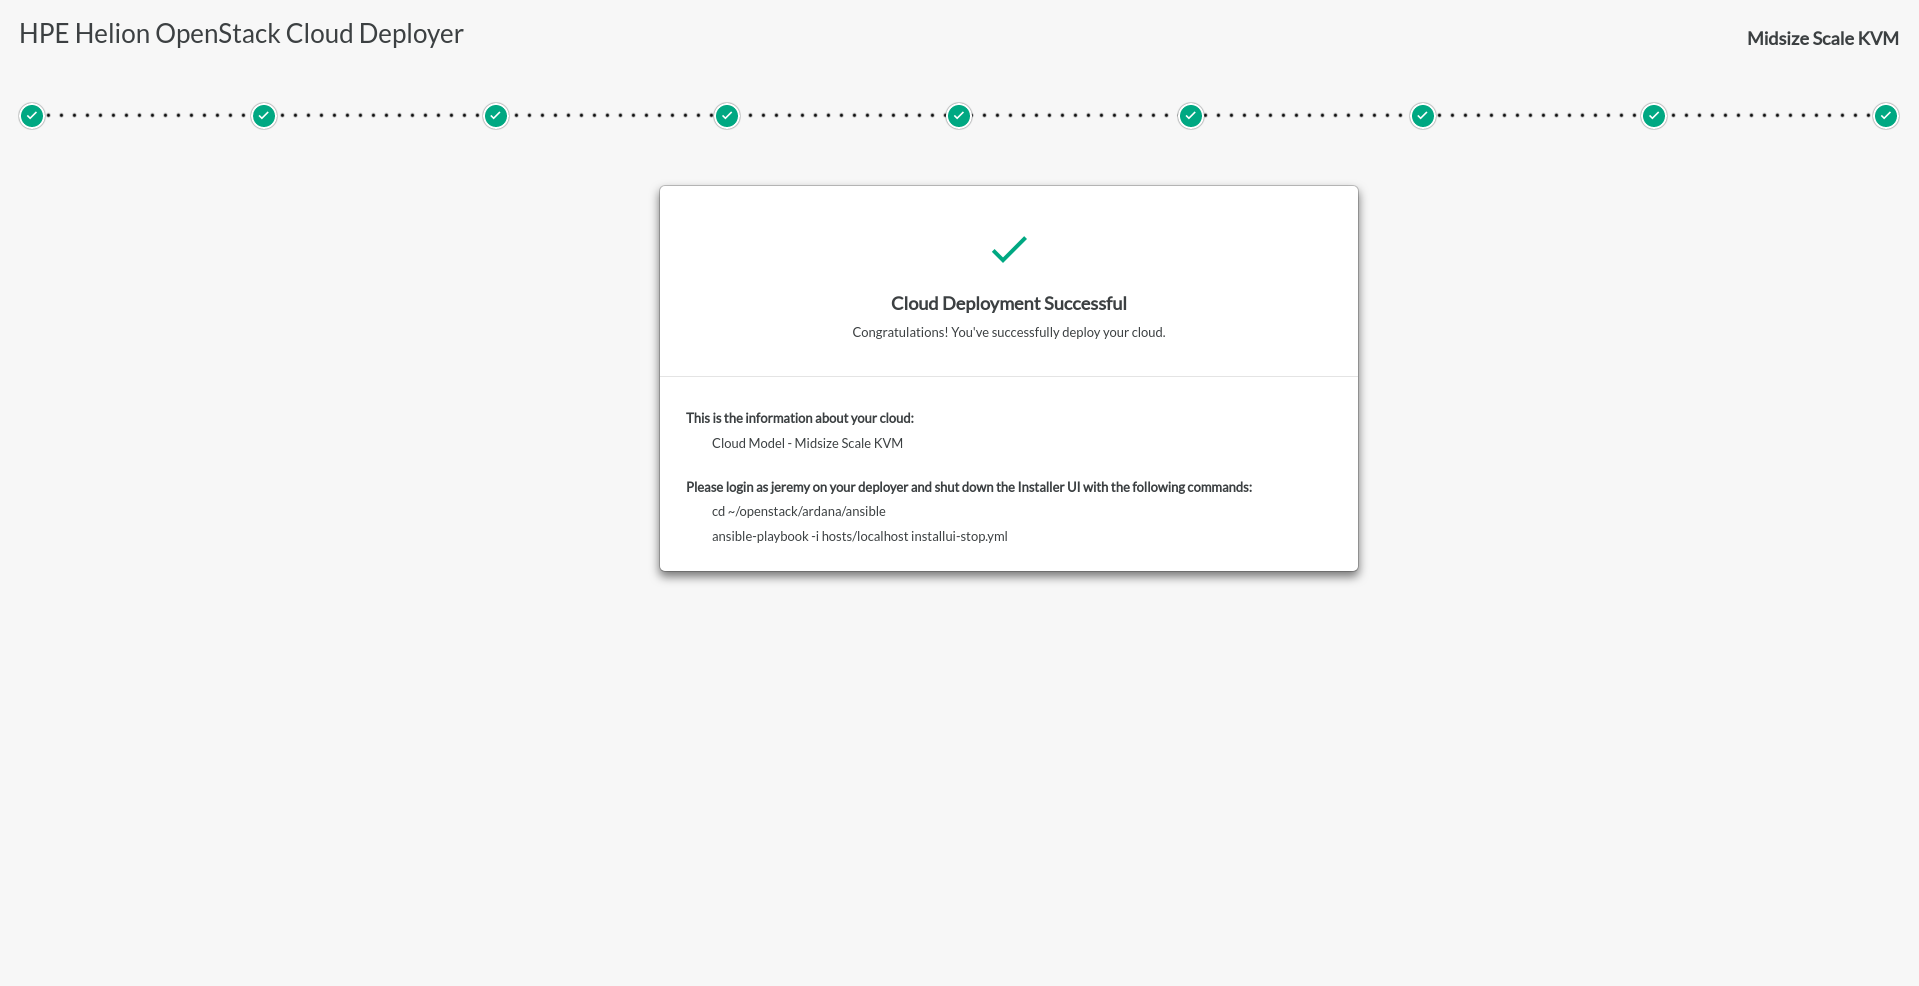 HPE Helion OpenStack Cloud Deployer
Midsize Scale KVM
Cloud Deployment Successful
Congratulations! You've successfully deploy your cloud.
This is the information about your cloud:
Cloud Model - Midsize Scale KVM
Please login as jeremy on your deployer and shut down the Installer UI with the following commands:
cd ~/openstack/ardana/ansible
ansible-playbook -i hosts/localhost installui-stop.yml